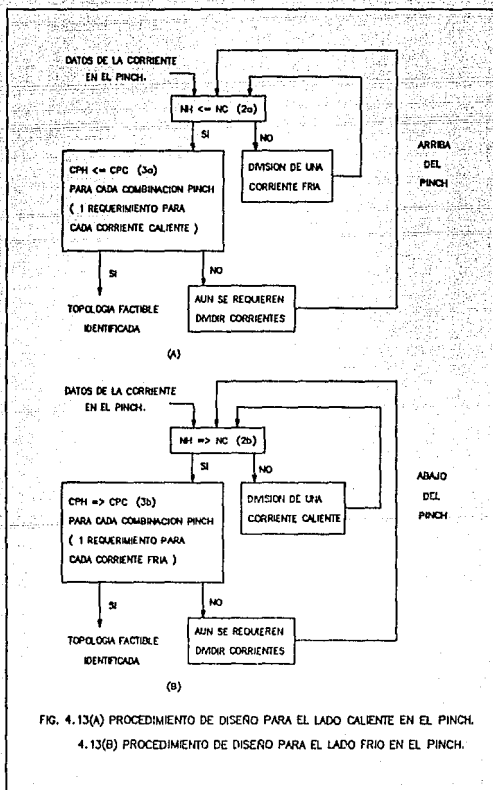 DATOS DE LA CORRIENTE
EN EL PINCH.
NH <= NC (2a)
SI
NO
CPH <= CPC (3a)
PARA CADA COMBINACION PINCH
( 1 REQUERIMIENTO PARA
CADA CORRIENTE CALIENTE )
DIVISION DE UNA
CORRIENTE FRIA
ARRIBA
DEL
PINCH
SI
NO
TOPOLOGIA FACTIBLE
IDENTIFICADA
AUN SE REQUIEREN
DIVIDIR CORRIENTES
(A)
DATOS DE LA CORRIENTE
EN EL PINCH.
NH => NC (2b)
SI
NO
CPH => CPC (3b)
PARA CADA COMBINACION PINCH
( 1 REQUERIMIENTO PARA
CADA CORRIENTE FRIA )
DIVISION DE UNA
CORRIENTE CALIENTE
ABAJO
DEL
PINCH
SI
NO
TOPOLOGIA FACTIBLE
IDENTIFICADA
AUN SE REQUIEREN
DIVIDIR CORRIENTES
(B)
FIG. 4.13(A) PROCEDIMIENTO DE DISEÑO PARA EL LADO CALIENTE EN EL PINCH.
4.13(B) PROCEDIMIENTO DE DISEÑO PARA EL LADO FRIO EN EL PINCH.